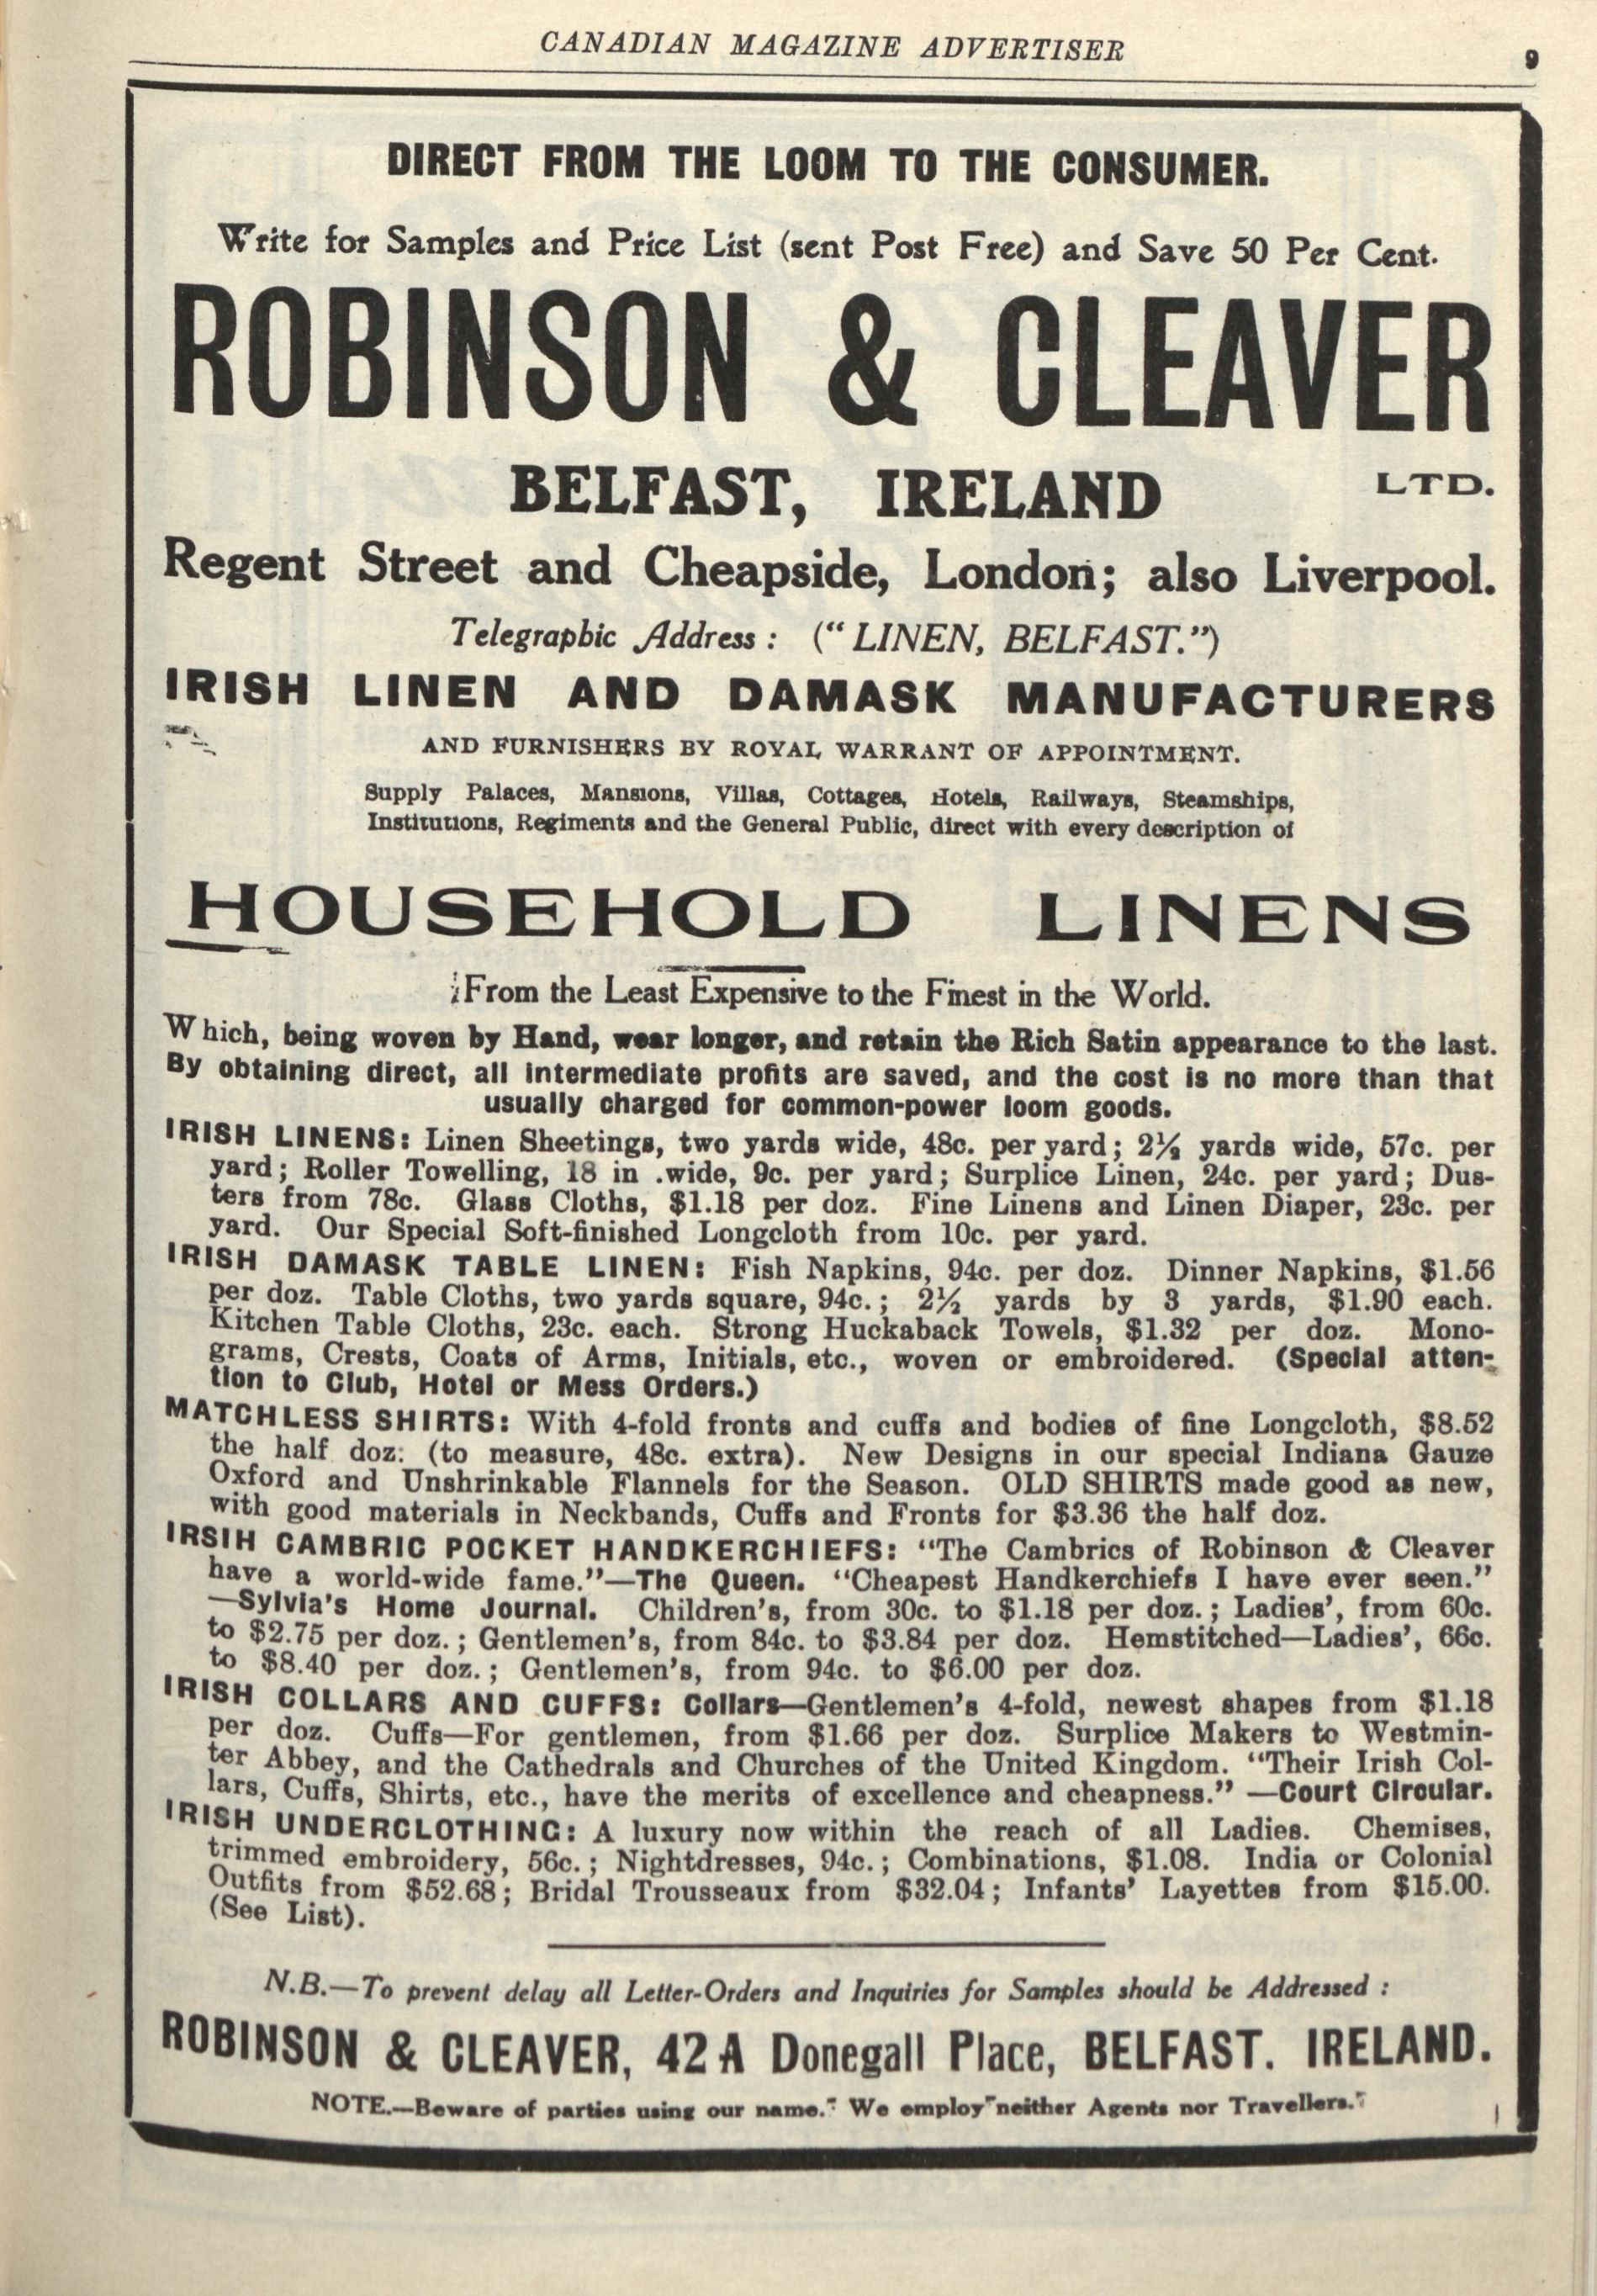 CANADIAN MAGAZINE ADVERTISER 9
DIRECT FROM THE LOOM TO THE CONSUMER.
Write for Samples and Price List (sent Post Free) and Save 50 Per Cent.
ROBINSON & CLEAVER
BELFAST, IRELAND LTD.
Regent Street and Cheapside, London; also Liverpool.
Telegraphic Address: ("LINEN, BELFAST.")
IRISH LINEN AND DAMASK MANUFACTURERS
AND FURNISHERS BY ROYAL WARRANT OF APPOINTMENT.
Supply Palaces, Mansions, Villas, Cottages, Hotels, Railways, Steamships,
Institutions, Regiments and the General Public, direct with every description of
HOUSEHOLD LINENS
From the Least Expensive to the Finest in the World.
Which, being woven by Hand, wear longer, and retain the Rich Satin appearance to the last.
By obtaining direct, all intermediate profits are saved, and the cost is no more than that
usually charged for common-power loom goods.
IRISH LINENS: Linen Sheetings, two yards wide, 48c. per yard; 2½ yards wide, 57c. per
yard; Roller Towelling, 18 in .wide, 9c. per yard; Surplice Linen, 24c. per yard; Dus-
ters from 78c. Glass Cloths, $1.18 per doz. Fine Linens and Linen Diaper, 23c. per
yard. Our Special Soft-finished Longcloth from 10c. per yard.
IRISH DAMASK TABLE LINEN: Fish Napkins, 94c. per doz. Dinner Napkins, $1.56
per doz. Table Cloths, two yards square, 94c.; 2½ yards by 3 yards, $1.90 each.
Kitchen Table Cloths, 23c. each. Strong Huckaback Towels, $1.32 per doz. Mono-
grams, Crests, Coats of Arms, Initials, etc., woven or embroidered. (Special atten-
tion to Club, Hotel or Mess Orders.)
MATCHLESS SHIRTS: With 4-fold fronts and cuffs and bodies of fine Longcloth, $8.52
the half doz. (to measure, 48c. extra). New Designs in our special Indiana Gauze
Oxford and Unshrinkable Flannels for the Season. OLD SHIRTS made good as new,
with good materials in Neckbands, Cuffs and Fronts for $3.36 the half doz.
IRSIH CAMBRIC POCKET HANDKERCHIEFS: "The Cambrics of Robinson & Cleaver
have a world-wide fame."—The Queen. "Cheapest Handkerchiefs I have ever seen."
—Sylvia's Home Journal. Children's, from 30c. to $1.18 per doz.; Ladies', from 60c.
to $2.75 per doz.; Gentlemen's, from 84c. to $3.84 per doz. Hemstitched—Ladies', 66c.
to $8.40 per doz.; Gentlemen's, from 94c. to $6.00 per doz.
IRISH COLLARS AND CUFFS: Collars—Gentlemen's 4-fold, newest shapes from $1.18
per doz. Cuffs—For gentlemen, from $1.66 per doz. Surplice Makers to Westmin-
ter Abbey, and the Cathedrals and Churches of the United Kingdom. "Their Irish Col-
lars, Cuffs, Shirts, etc., have the merits of excellence and cheapness." —Court Circular.
IRISH UNDERCLOTHING: A luxury now within the reach of all Ladies. Chemises,
trimmed embroidery, 56c.; Nightdresses, 94c.; Combinations, $1.08. India or Colonial
Outfits from $52.68; Bridal Trousseaux from $32.04; Infants' Layettes from $15.00.
(See List).
N.B.—To prevent delay all Letter-Orders and Inquiries for Samples should be Addressed:
ROBINSON & CLEAVER, 42 A Donegall Place, BELFAST. IRELAND.
NOTE.—Beware of parties using our name. We employ neither Agents nor Travellers.